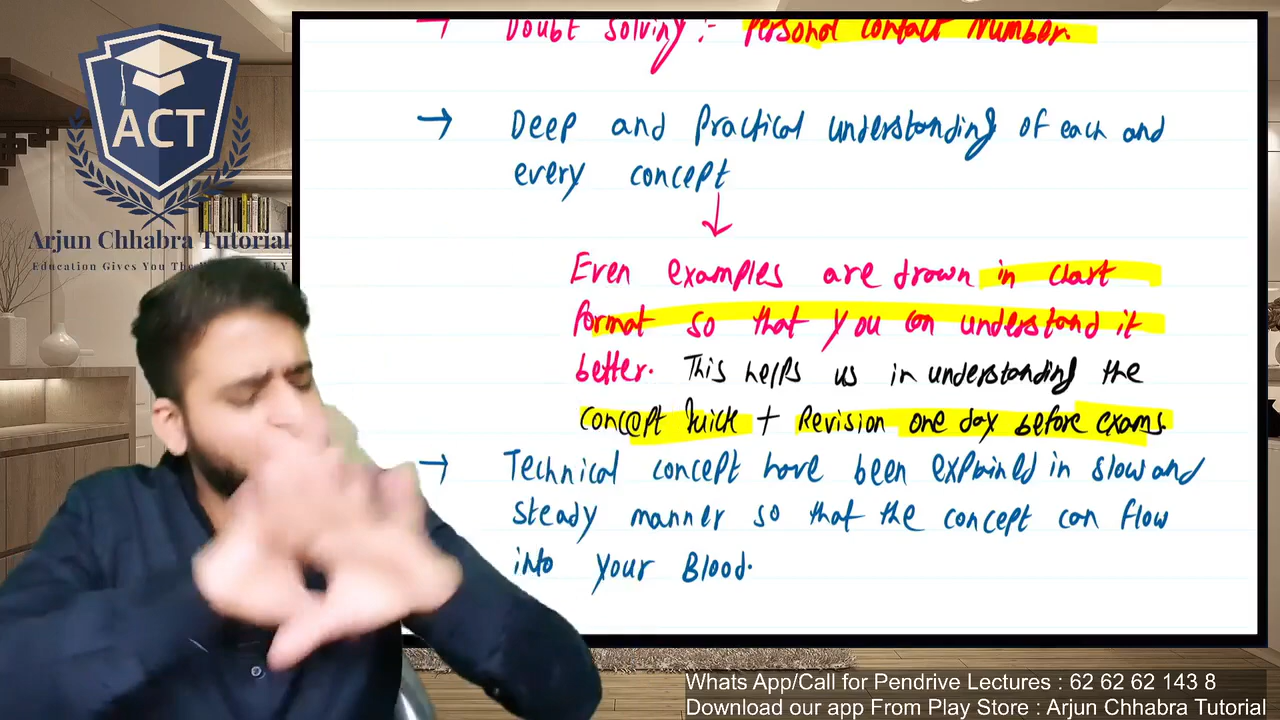 → Doubt solving :- Personal contact Number.
ACT
Arjun Chhabra Tutorial
Education Gives You The FLY
→ Deep and Practical understanding of each and
every concept
Even examples are drawn in chart
format so that you can understand it
better. This helps us in understanding the
concept quick + Revision one day before exams
→ Technical concept have been explained in slow and
steady manner so that the concept can flow
into your Blood.
Whats App/Call for Pendrive Lectures : 62 62 62 143 8
Download our app From Play Store : Arjun Chhabra Tutorial